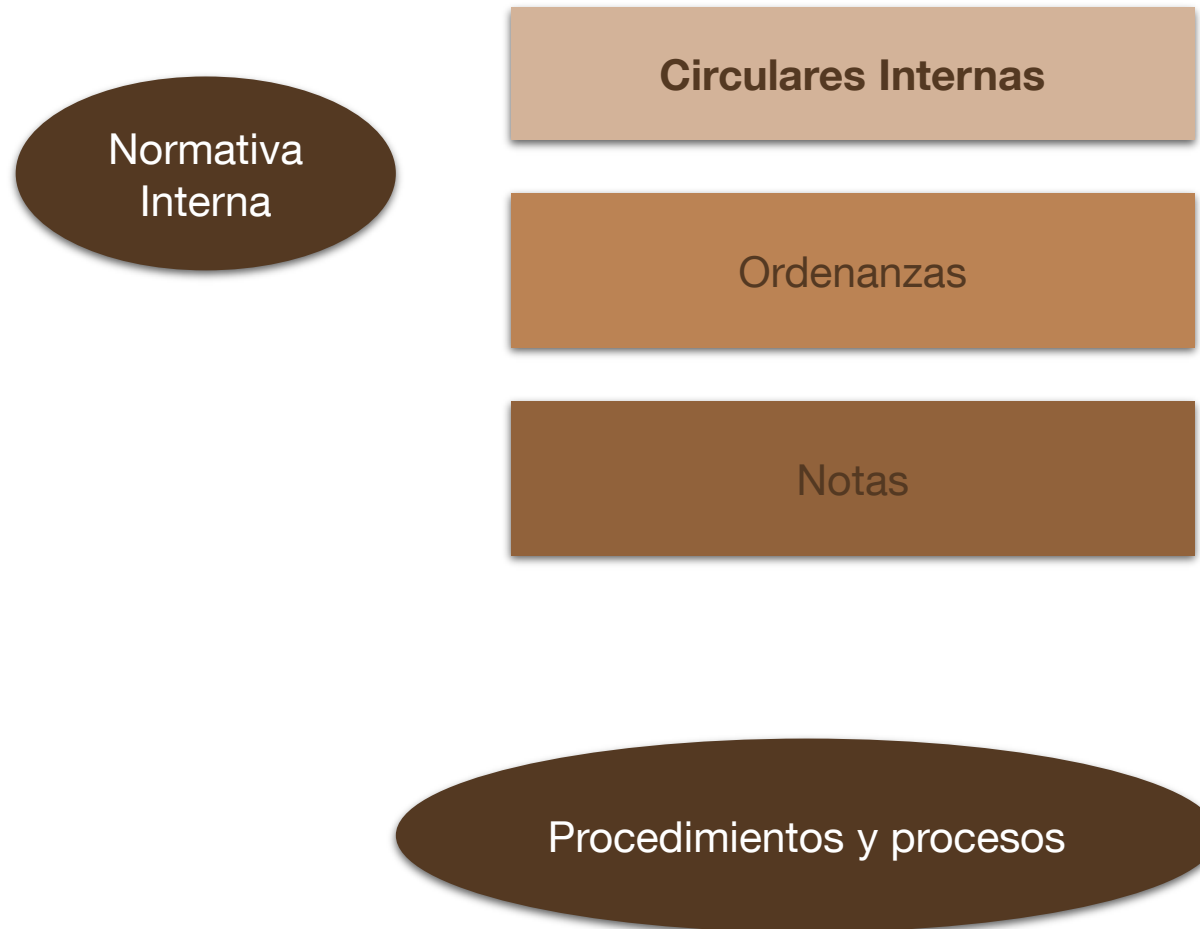 Normativa
Interna
Circulares Internas
Ordenanzas
Notas
Procedimientos y procesos